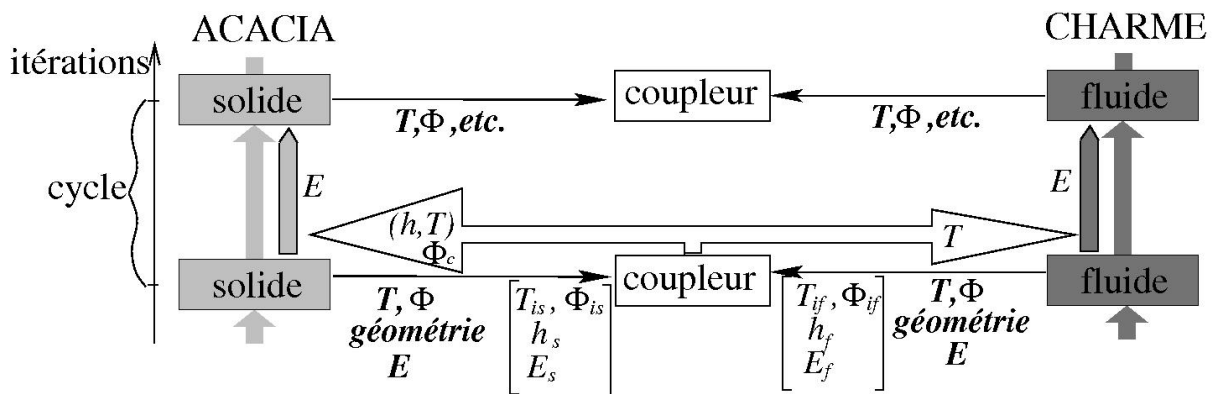 ACACIA
CHARME
itérations
solide
coupleur
fluide
T,Φ ,etc.
T,Φ ,etc.
cycle
E
E
(h,T)
Φc
T
solide
coupleur
fluide
T, Φ
géométrie
E
Tis, Φis
hs
Es
Tif, Φif
hf
Ef
T, Φ
géométrie
E